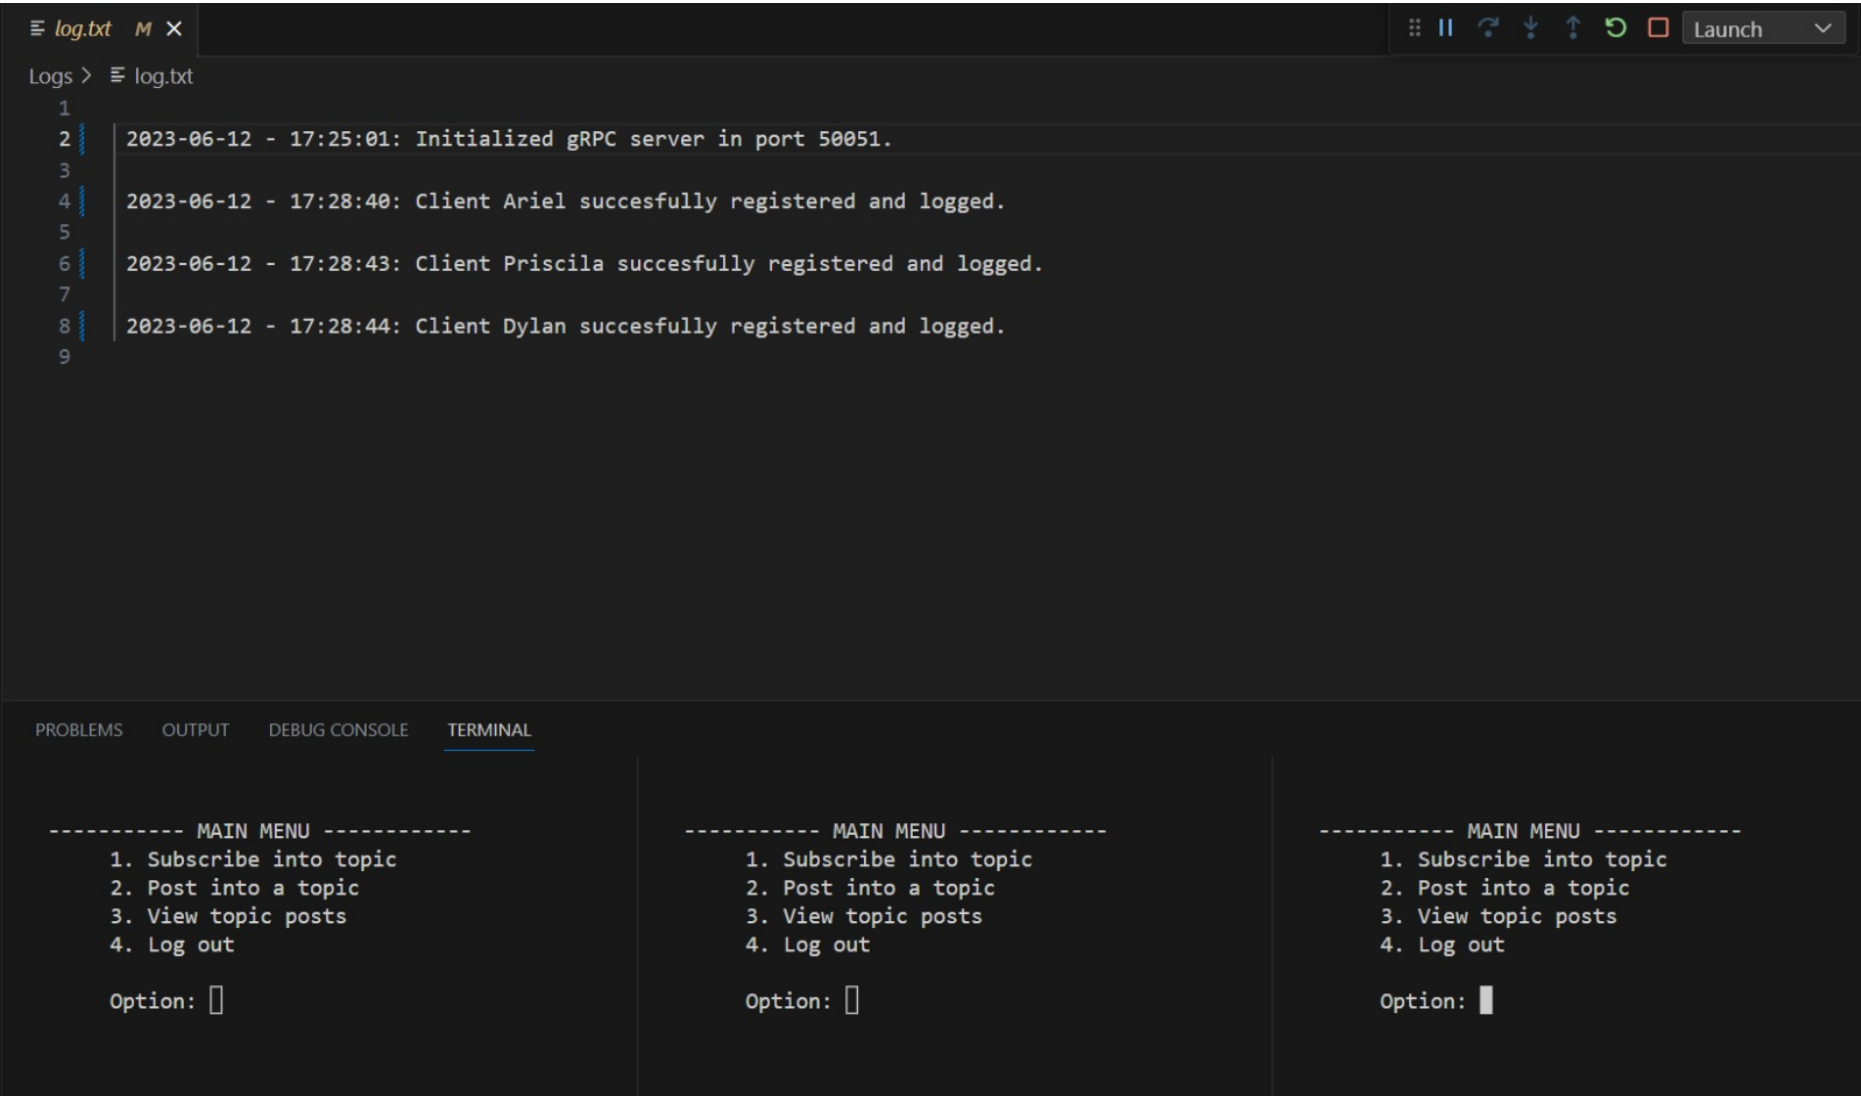 log.txt M
Launch
Logs > log.txt
1
2 2023-06-12 - 17:25:01: Initialized gRPC server in port 50051.
3
4 2023-06-12 - 17:28:40: Client Ariel succesfully registered and logged.
5
6 2023-06-12 - 17:28:43: Client Priscila succesfully registered and logged.
7
8 2023-06-12 - 17:28:44: Client Dylan succesfully registered and logged.
9
PROBLEMS OUTPUT DEBUG CONSOLE TERMINAL
----------- MAIN MENU ------------
1. Subscribe into topic
2. Post into a topic
3. View topic posts
4. Log out
Option:
----------- MAIN MENU ------------
1. Subscribe into topic
2. Post into a topic
3. View topic posts
4. Log out
Option:
----------- MAIN MENU ------------
1. Subscribe into topic
2. Post into a topic
3. View topic posts
4. Log out
Option: